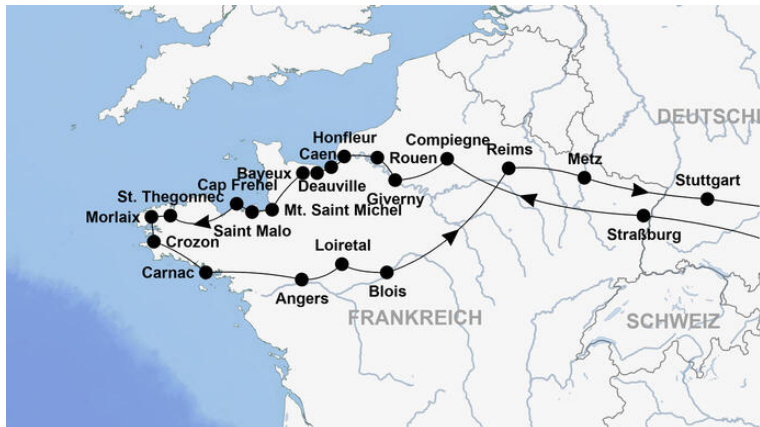 DEUTSCHL
Honfleur
Caen
Compiegne
Rouen
Reims
Metz
Bayeux
Deauville
Giverny
Stuttgart
Cap Frehel
St. Thegonnec
Mt. Saint Michel
Morlaix
Saint Malo
Straßburg
Crozon
Loiretal
Carnac
Angers
Blois
FRANKREICH
SCHWEIZ